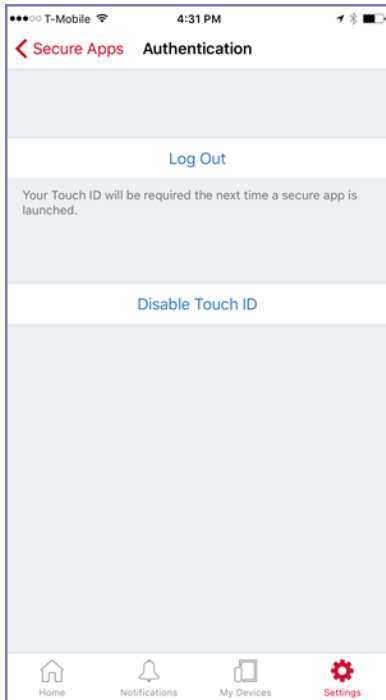 T-Mobile 4:31 PM
Secure Apps Authentication
Log Out
Your Touch ID will be required the next time a secure app is
launched.
Disable Touch ID
Home Notifications My Devices Settings